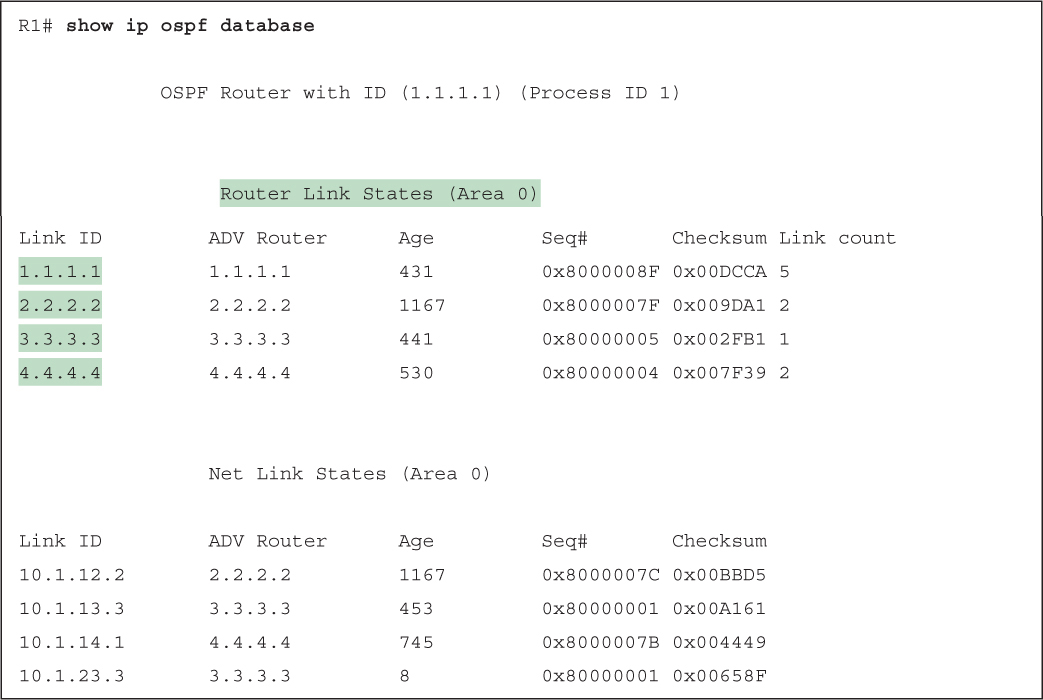 R1# show ip ospf database
OSPF Router with ID (1.1.1.1) (Process ID 1)
Router Link States (Area 0)
Link ID ADV Router Age Seq# Checksum Link count
1.1.1.1 1.1.1.1 431 0x8000008F 0x00DCCA 5
2.2.2.2 2.2.2.2 1167 0x8000007F 0x009DA1 2
3.3.3.3 3.3.3.3 441 0x80000005 0x002FB1 1
4.4.4.4 4.4.4.4 530 0x80000004 0x007F39 2
Net Link States (Area 0)
Link ID ADV Router Age Seq# Checksum
10.1.12.2 2.2.2.2 1167 0x8000007C 0x00BBD5
10.1.13.3 3.3.3.3 453 0x80000001 0x00A161
10.1.14.1 4.4.4.4 745 0x8000007B 0x004449
10.1.23.3 3.3.3.3 8 0x80000001 0x00658F